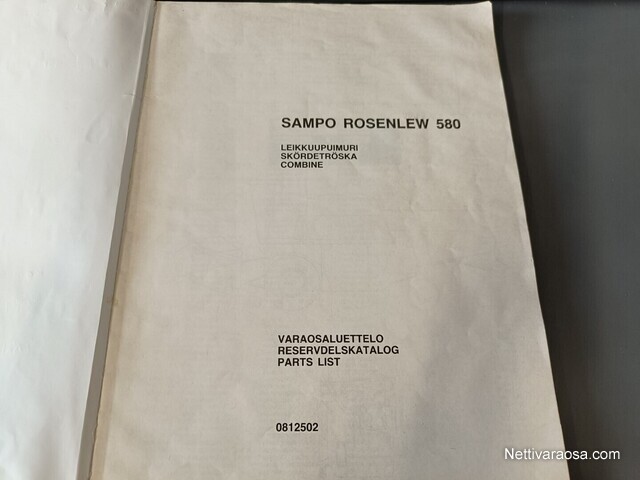 SAMPO ROSENLEW 580
LEIKKUUPUIMURI
SKÖRDETRÖSKA
COMBINE
VARAOSALUETTELO
RESERVDELSKATALOG
PARTS LIST
0812502
Nettivaraosa.com